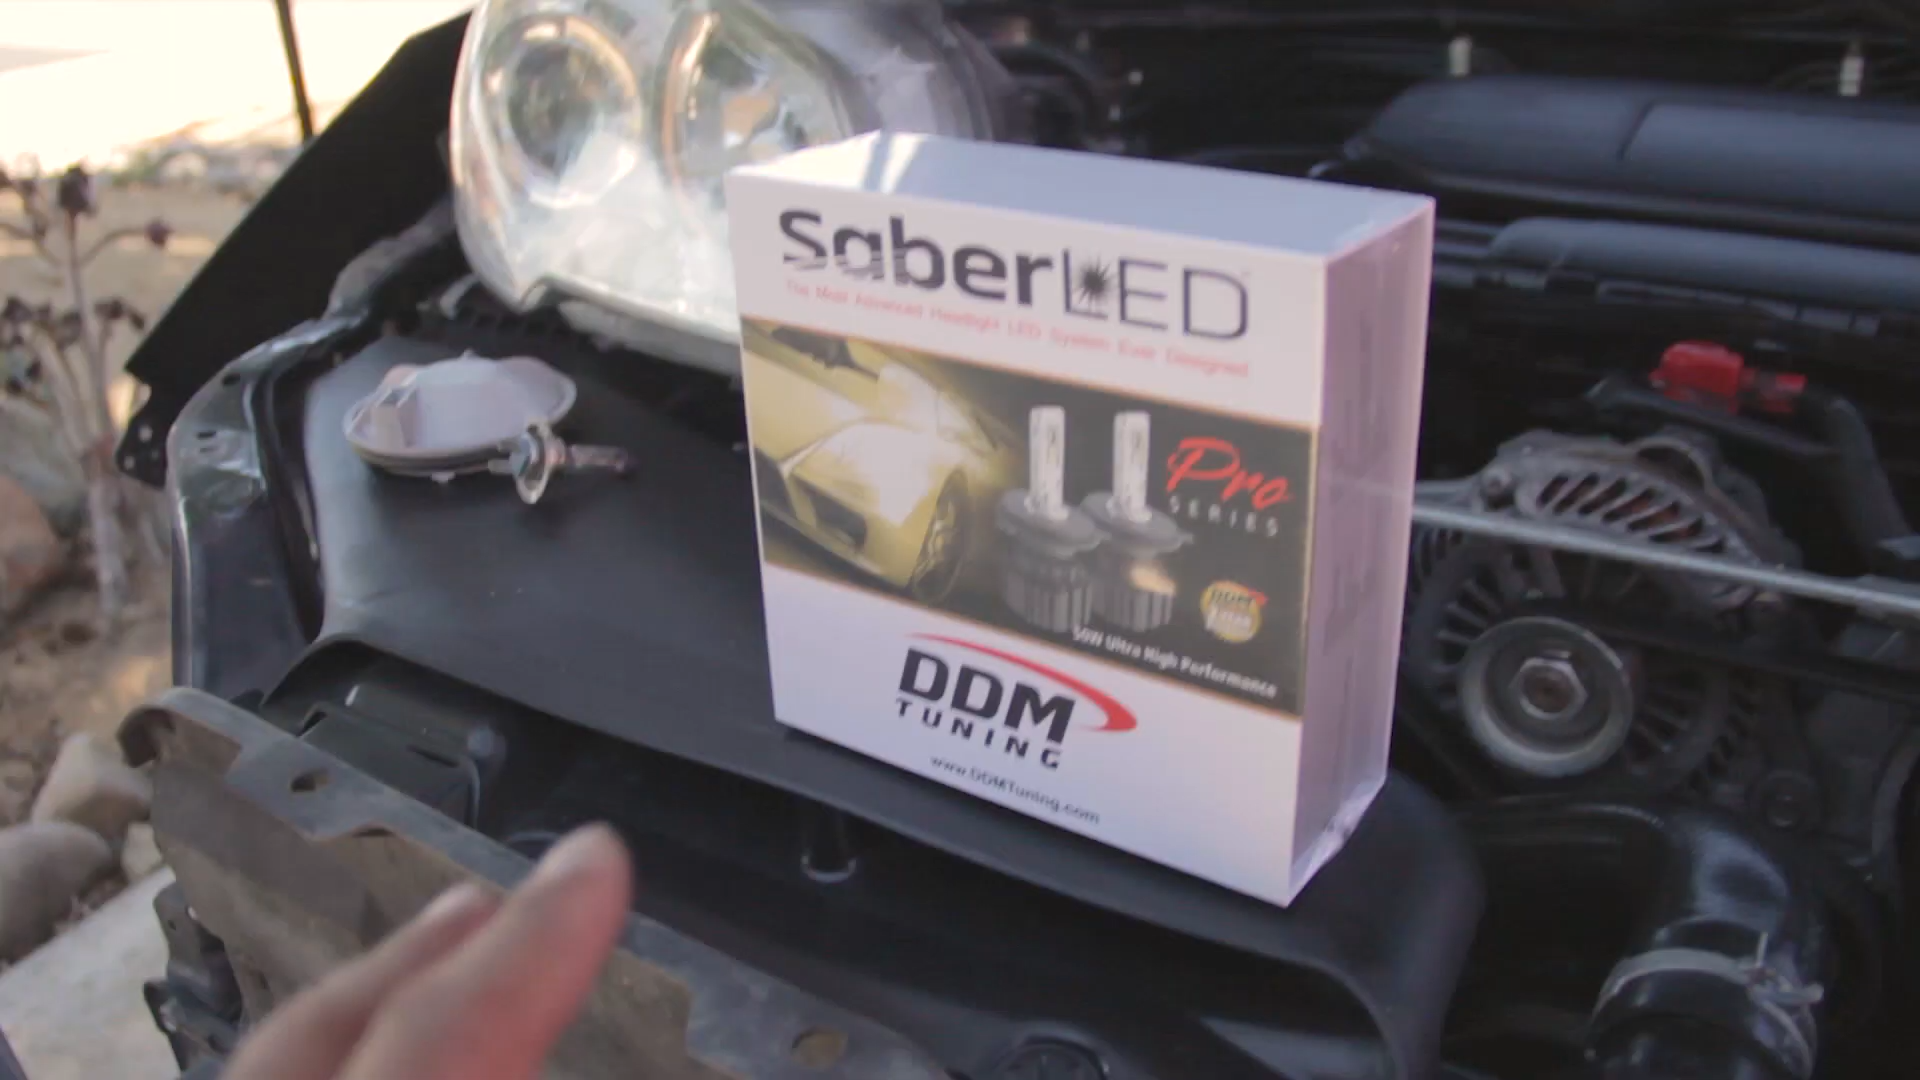 SaberLED
The Most Advanced Headlight LED System Ever Designed
Pro
SERIES
DDM
50W Ultra High Performance
DDM
TUNING
www.DDMTuning.com